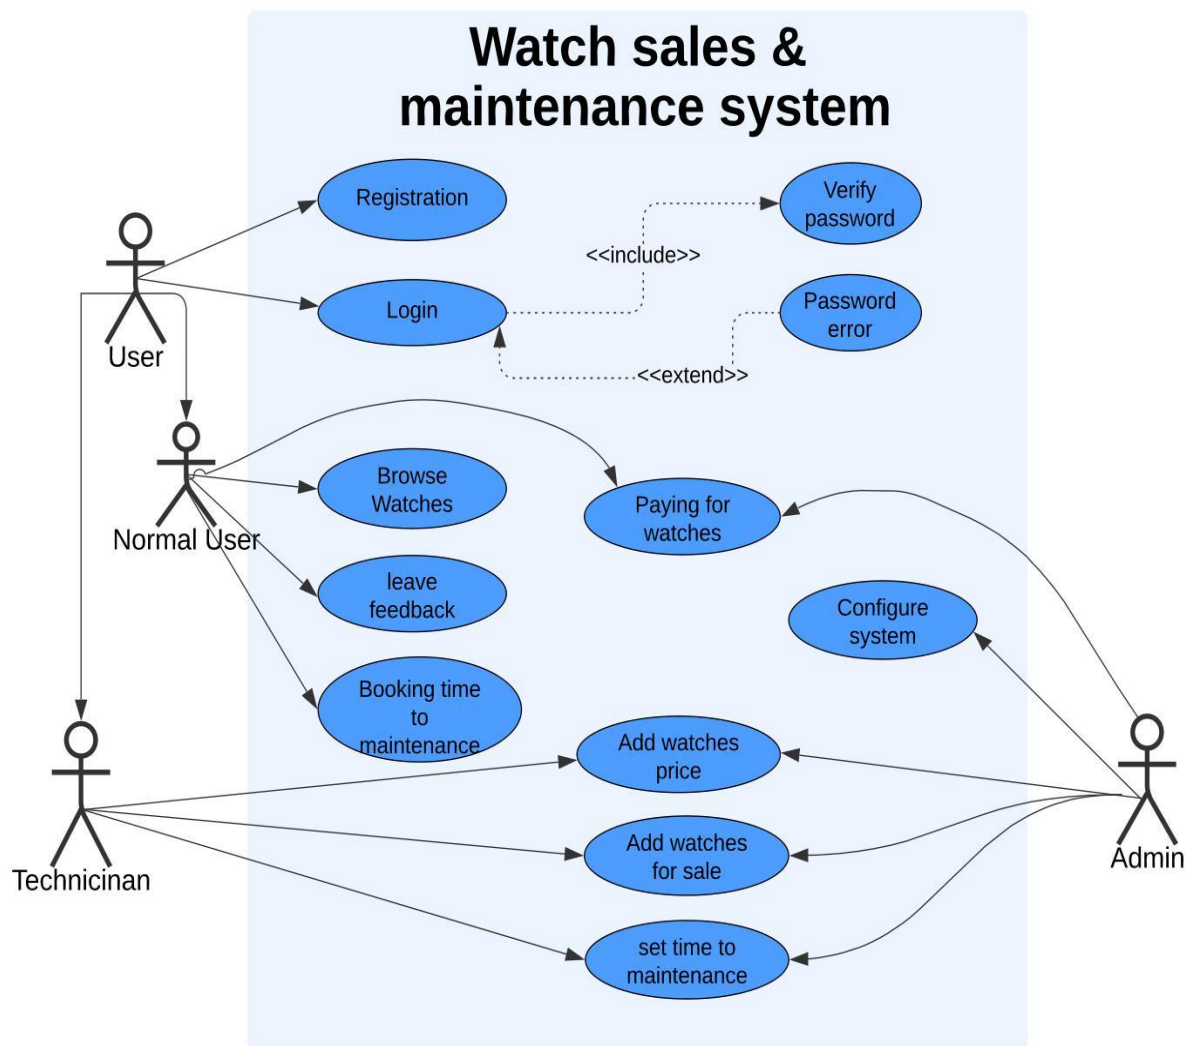 Watch sales &
maintenance system
Registration
Verify
password
<<include>>
Login
Password
error
User
<<extend>>
Browse
Watches
Paying for
watches
Normal User
leave
feedback
Configure
system
Booking time
to
maintenance
Add watches
price
Add watches
for sale
Admin
Technicinan
set time to
maintenance